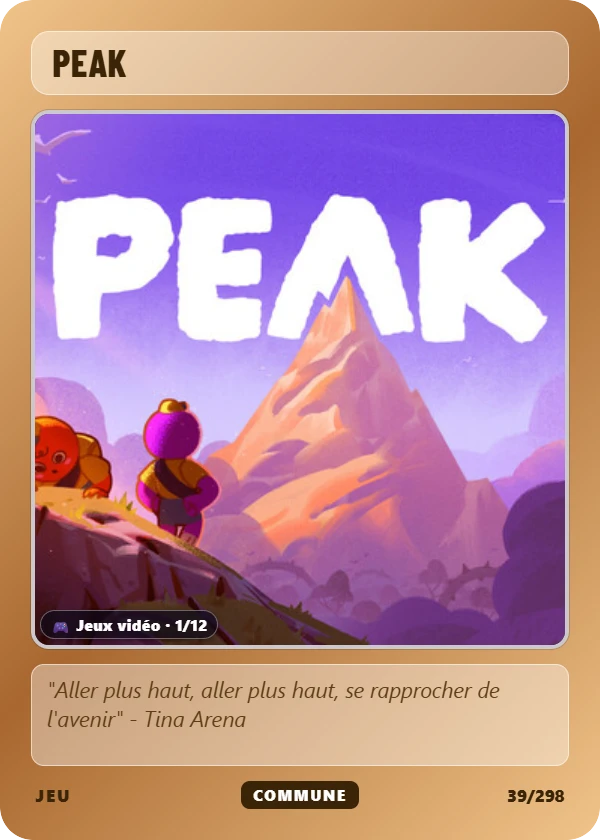 PEAK
PEAK
🎮 Jeux vidéo · 1/12
"Aller plus haut, aller plus haut, se rapprocher de
l'avenir" - Tina Arena
JEU
COMMUNE
39/298